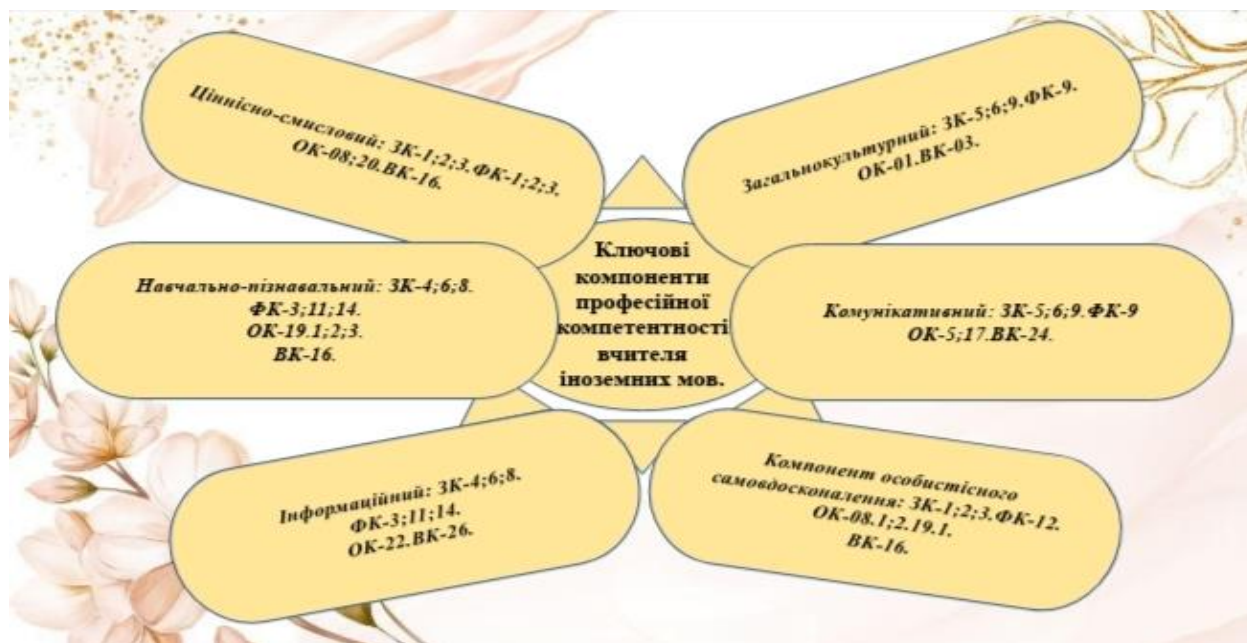 Ціннісно-смисловий: ЗК-1;2;3.ФК-1;2;3.
ОК-08;20.ВК-16.
Загальнокультурний: ЗК-5;6;9.ФК-9.
ОК-01.ВК-03.
Навчально-пізнавальний: ЗК-4;6;8.
ФК-3;11;14.
ОК-19.1;2;3.
ВК-16.
Ключові
компоненти
професійної
компетентності
вчителя
іноземних мов.
Комунікативний: ЗК-5;6;9.ФК-9
ОК-5;17.ВК-24.
Інформаційний: ЗК-4;6;8.
ФК-3;11;14.
ОК-22.ВК-26.
Компонент особистісного
самовдосконалення: ЗК-1;2;3.ФК-12.
ОК-08.1;2.19.1.
ВК-16.